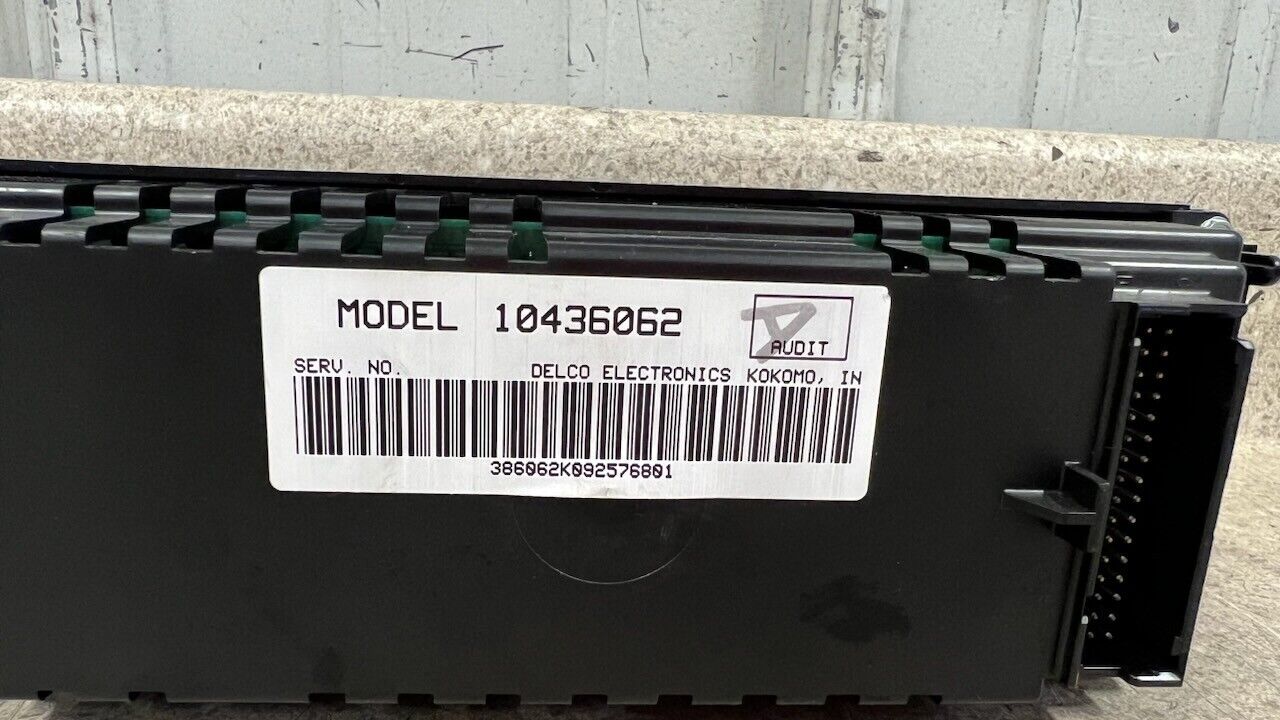 MODEL 10436062
AUDIT
SERV. NO.
DELCO ELECTRONICS KOKOMO, IN
386062K092576801